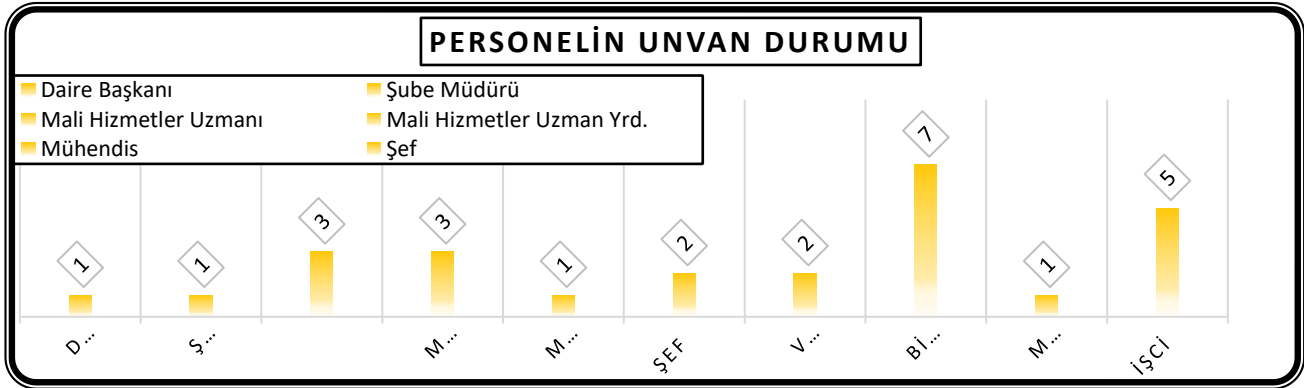 PERSONELİN UNVAN DURUMU
Daire Başkanı Şube Müdürü
Mali Hizmetler Uzmanı Mali Hizmetler Uzman Yrd.
Mühendis Şef
1 1 3 3 1 2 2 7 1 5
D... Ş... M... M... ŞEF V... Bİ... M... İŞCİ